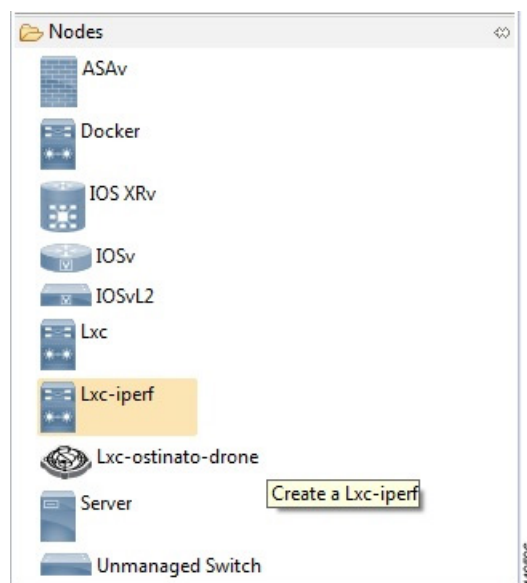 Nodes
ASAv
Docker
IOS XRv
IOSv
IOSvL2
Lxc
Lxc-iperf
Lxc-ostinato-drone
Create a Lxc-iperf
Server
Unmanaged Switch